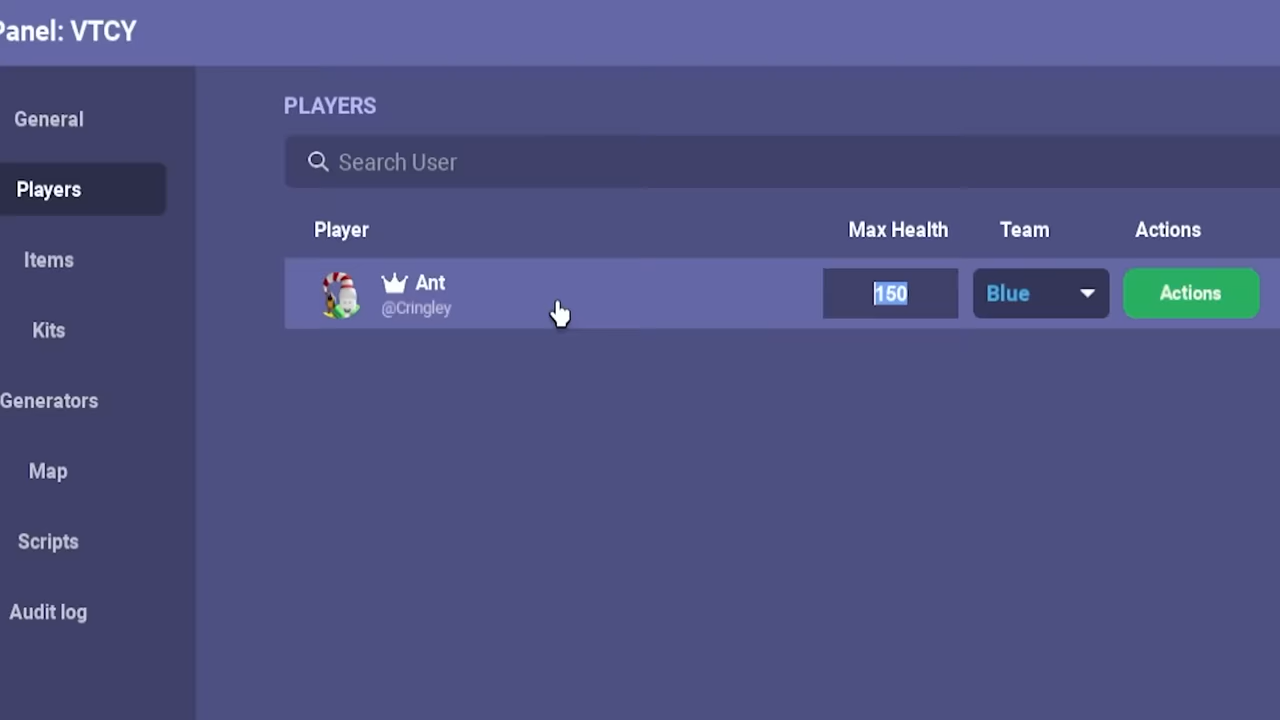 Panel: VTCY
General
Players
Items
Kits
Generators
Map
Scripts
Audit log
PLAYERS
Search User
Player Max Health Team Actions
Ant 150 Blue Actions
@Cringley